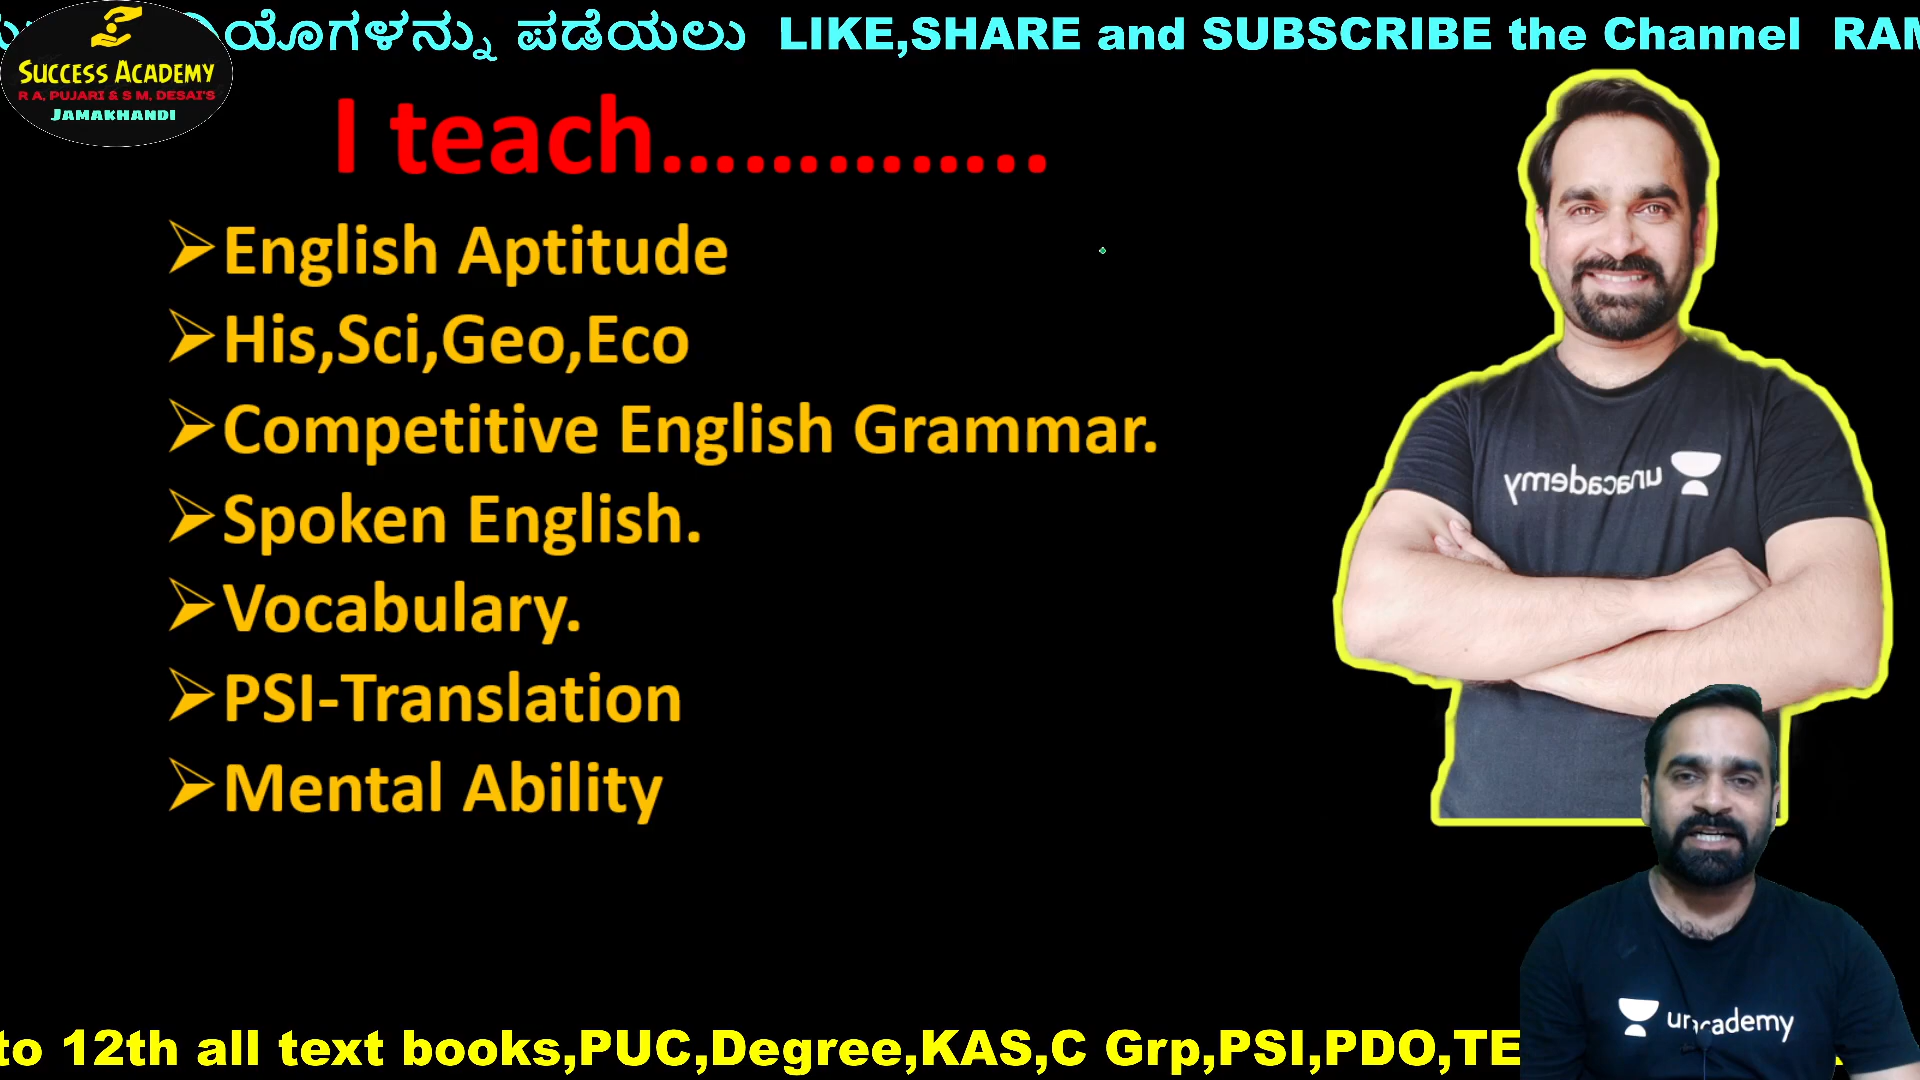 ಯೊಗಳನ್ನು ಪಡೆಯಲು LIKE,SHARE and SUBSCRIBE the Channel RAM
SUCCESS ACADEMY
R A. PUJARI & S M. DESAI'S
JAMAKHANDI
I teach…………..
English Aptitude
His,Sci,Geo,Eco
Competitive English Grammar.
Spoken English.
Vocabulary.
PSI-Translation
Mental Ability
unacademy
unacademy
to 12th all text books,PUC,Degree,KAS,C Grp,PSI,PDO,TE